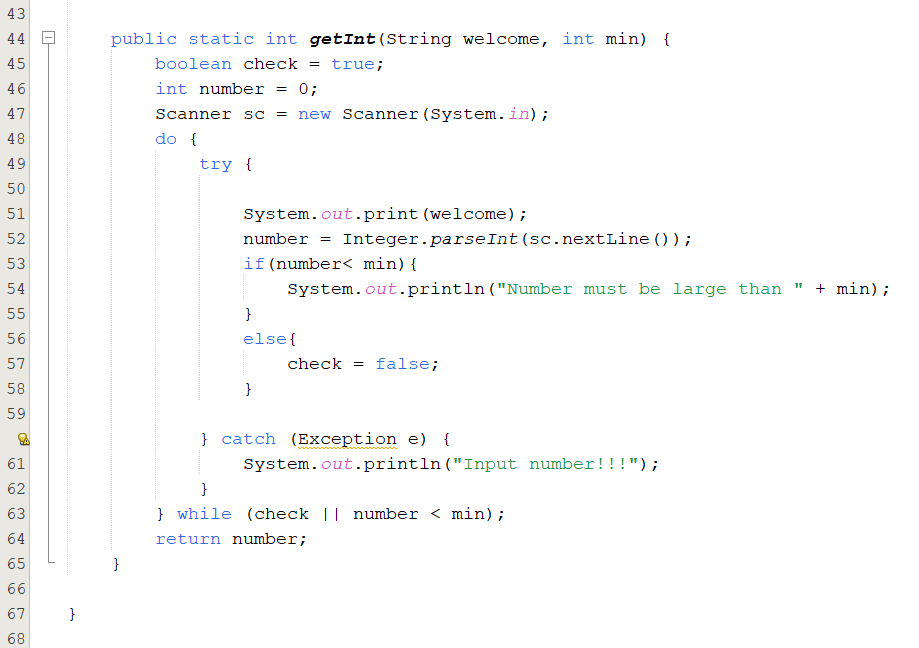 43
44 public static int getInt(String welcome, int min) {
45 boolean check = true;
46 int number = 0;
47 Scanner sc = new Scanner(System.in);
48 do {
49 try {
50
51 System.out.print(welcome);
52 number = Integer.parseInt(sc.nextLine());
53 if(number< min){
54 System.out.println("Number must be large than " + min);
55 }
56 else{
57 check = false;
58 }
59
} catch (Exception e) {
61 System.out.println("Input number!!!");
62 }
63 } while (check || number < min);
64 return number;
65 }
66
67 }
68